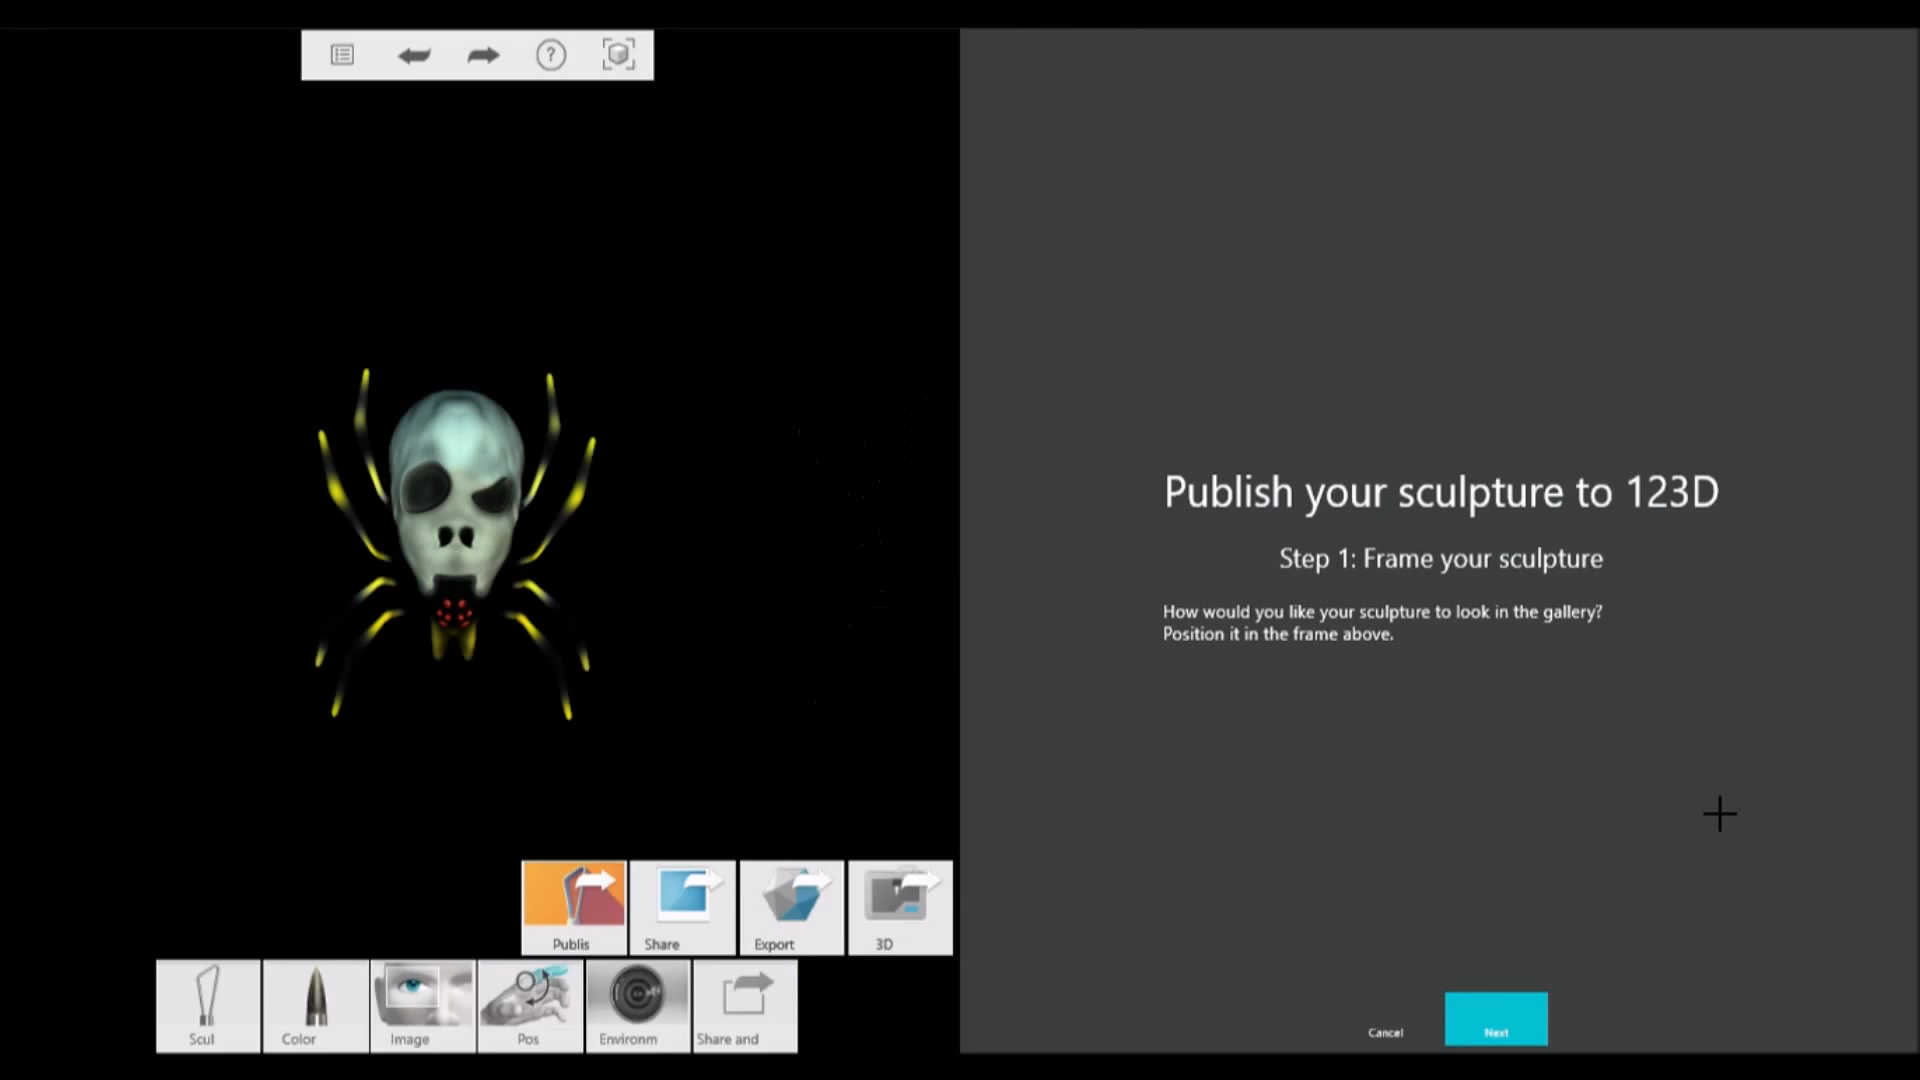 ?
Publish your sculpture to 123D
Step 1: Frame your sculpture
How would you like your sculpture to look in the gallery?
Position it in the frame above.
Publis
Share
Export
3D
Scul
Color
Image
Pos
Environm
Share and
Cancel
Next